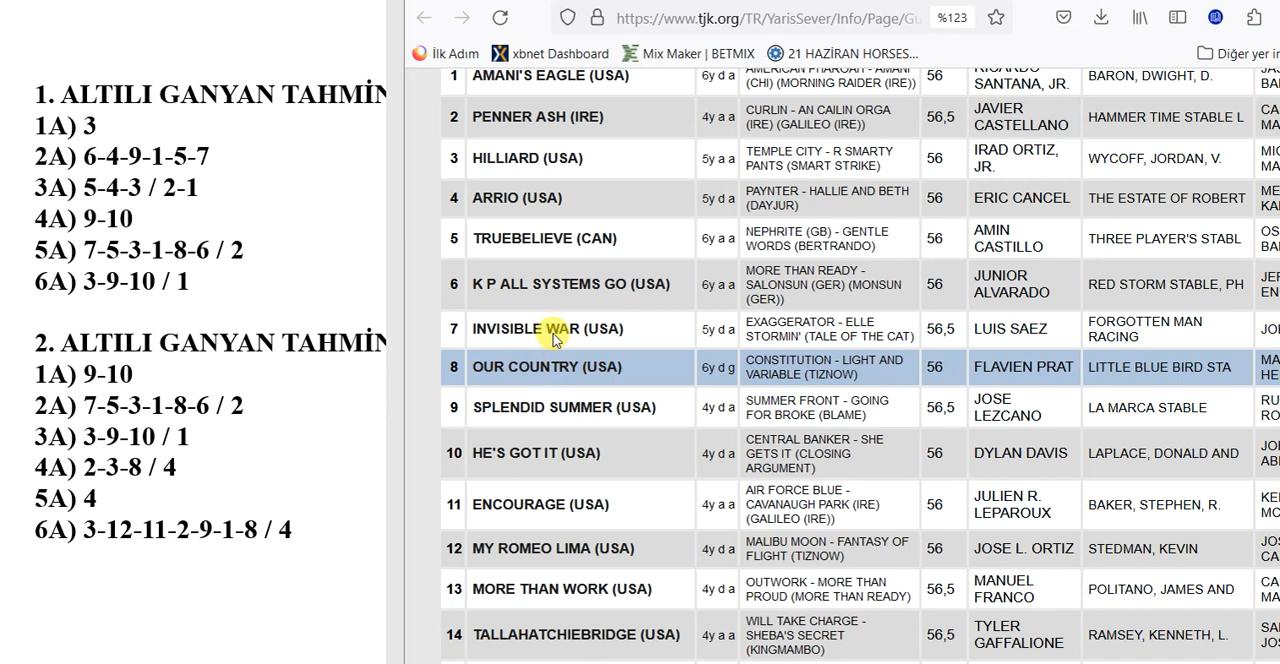 1. ALTILI GANYAN TAHMİN
1A) 3
2A) 6-4-9-1-5-7
3A) 5-4-3 / 2-1
4A) 9-10
5A) 7-5-3-1-8-6 / 2
6A) 3-9-10 / 1
2. ALTILI GANYAN TAHMİN
1A) 9-10
2A) 7-5-3-1-8-6 / 2
3A) 3-9-10 / 1
4A) 2-3-8 / 4
5A) 4
6A) 3-12-11-2-9-1-8 / 4
https://www.tjk.org/TR/YarisSever/Info/Page/Gu %123
İlk Adım xbnet Dashboard Mix Maker | BETMIX 21 HAZİRAN HORSES... Diğer yer
1 AMANI'S EAGLE (USA) 6y d a AMERICAN PHAROAH - AMANI (CHI) (MORNING RAIDER (IRE)) 56 RICARDO SANTANA, JR. BARON, DWIGHT, D.
2 PENNER ASH (IRE) 4y a a CURLIN - AN CAILIN ORGA (IRE) (GALILEO (IRE)) 56,5 JAVIER CASTELLANO HAMMER TIME STABLE L
3 HILLIARD (USA) 5y a a TEMPLE CITY - R SMARTY PANTS (SMART STRIKE) 56 IRAD ORTIZ, JR. WYCOFF, JORDAN, V.
4 ARRIO (USA) 5y d a PAYNTER - HALLIE AND BETH (DAYJUR) 56 ERIC CANCEL THE ESTATE OF ROBERT
5 TRUEBELIEVE (CAN) 6y a a NEPHRITE (GB) - GENTLE WORDS (BERTRANDO) 56 AMIN CASTILLO THREE PLAYER'S STABL
6 K P ALL SYSTEMS GO (USA) 6y a a MORE THAN READY - SALONSUN (GER) (MONSUN (GER)) 56 JUNIOR ALVARADO RED STORM STABLE, PH
7 INVISIBLE WAR (USA) 5y d a EXAGGERATOR - ELLE STORMIN' (TALE OF THE CAT) 56,5 LUIS SAEZ FORGOTTEN MAN RACING
8 OUR COUNTRY (USA) 6y d g CONSTITUTION - LIGHT AND VARIABLE (TIZNOW) 56 FLAVIEN PRAT LITTLE BLUE BIRD STA
9 SPLENDID SUMMER (USA) 4y d a SUMMER FRONT - GOING FOR BROKE (BLAME) 56,5 JOSE LEZCANO LA MARCA STABLE
10 HE'S GOT IT (USA) 4y d a CENTRAL BANKER - SHE GETS IT (CLOSING ARGUMENT) 56 DYLAN DAVIS LAPLACE, DONALD AND
11 ENCOURAGE (USA) 4y a a AIR FORCE BLUE - CAVANAUGH PARK (IRE) (GALILEO (IRE)) 56 JULIEN R. LEPAROUX BAKER, STEPHEN, R.
12 MY ROMEO LIMA (USA) 4y d a MALIBU MOON - FANTASY OF FLIGHT (TIZNOW) 56 JOSE L. ORTIZ STEDMAN, KEVIN
13 MORE THAN WORK (USA) 4y d a OUTWORK - MORE THAN PROUD (MORE THAN READY) 56,5 MANUEL FRANCO POLITANO, JAMES AND
14 TALLAHATCHIEBRIDGE (USA) 4y a a WILL TAKE CHARGE - SHEBA'S SECRET (KINGMAMBO) 56,5 TYLER GAFFALIONE RAMSEY, KENNETH, L.